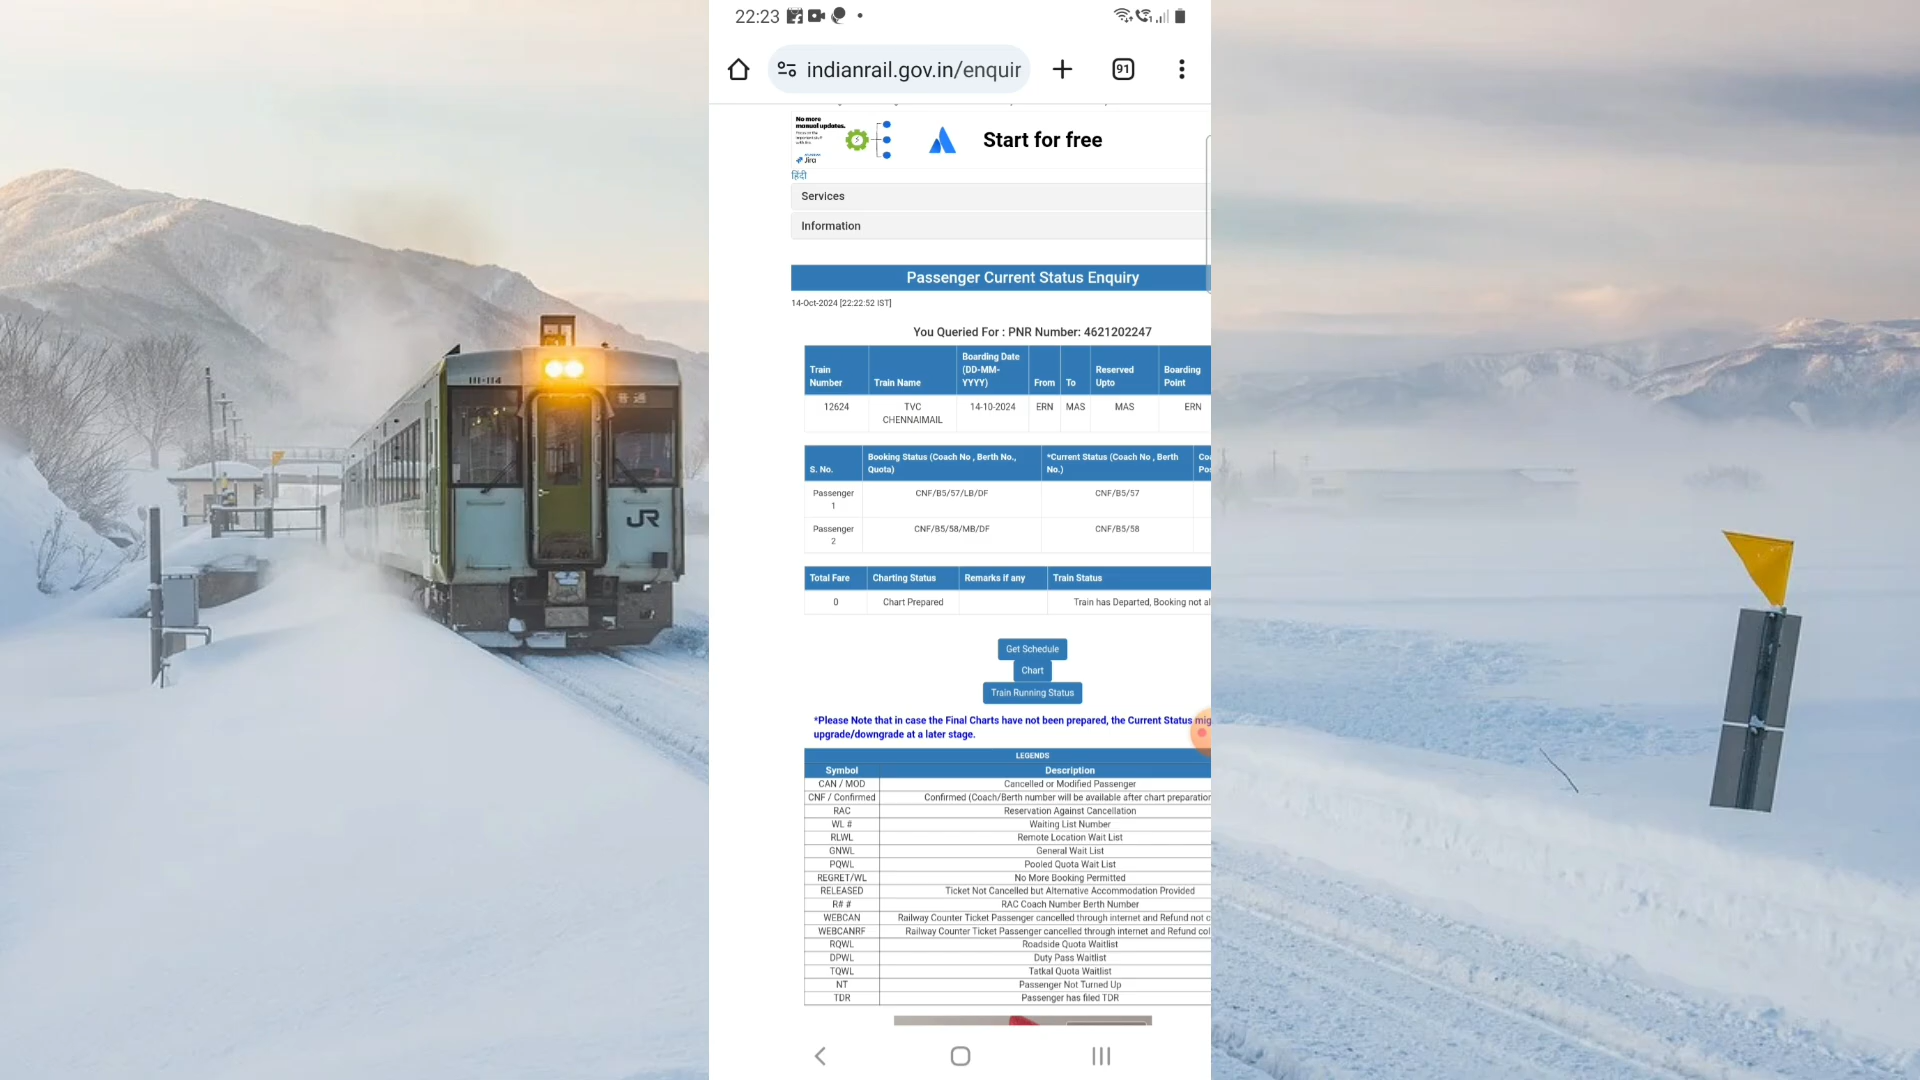 22:23
indianrail.gov.in/enquir
91
No more
manual updates.
Jira
Start for free
हिंदी
Services
Information
Passenger Current Status Enquiry
14-Oct-2024 [22:22:52 IST]
You Queried For : PNR Number: 4621202247
Train Number Train Name Boarding Date (DD-MM-YYYY) From To Reserved Upto Boarding Point
12624 TVC CHENNAIMAIL 14-10-2024 ERN MAS MAS ERN
S. No. Booking Status (Coach No , Berth No., Quota) *Current Status (Coach No , Berth No.)
Passenger 1 CNF/B5/57/LB/DF CNF/B5/57
Passenger 2 CNF/B5/58/MB/DF CNF/B5/58
Total Fare Charting Status Remarks if any Train Status
0 Chart Prepared Train has Departed, Booking not al
Get Schedule
Chart
Train Running Status
*Please Note that in case the Final Charts have not been prepared, the Current Status mig
upgrade/downgrade at a later stage.
LEGENDS
Symbol Description
CAN / MOD Cancelled or Modified Passenger
CNF / Confirmed Confirmed (Coach/Berth number will be available after chart preparation
RAC Reservation Against Cancellation
WL # Waiting List Number
RLWL Remote Location Wait List
GNWL General Wait List
PQWL Pooled Quota Wait List
REGRET/WL No More Booking Permitted
RELEASED Ticket Not Cancelled but Alternative Accommodation Provided
R# # RAC Coach Number Berth Number
WEBCAN Railway Counter Ticket Passenger cancelled through internet and Refund not c
WEBCANRF Railway Counter Ticket Passenger cancelled through internet and Refund col
RQWL Roadside Quota Waitlist
DPWL Duty Pass Waitlist
TQWL Tatkal Quota Waitlist
NT Passenger Not Turned Up
TDR Passenger has filed TDR
普通
JR